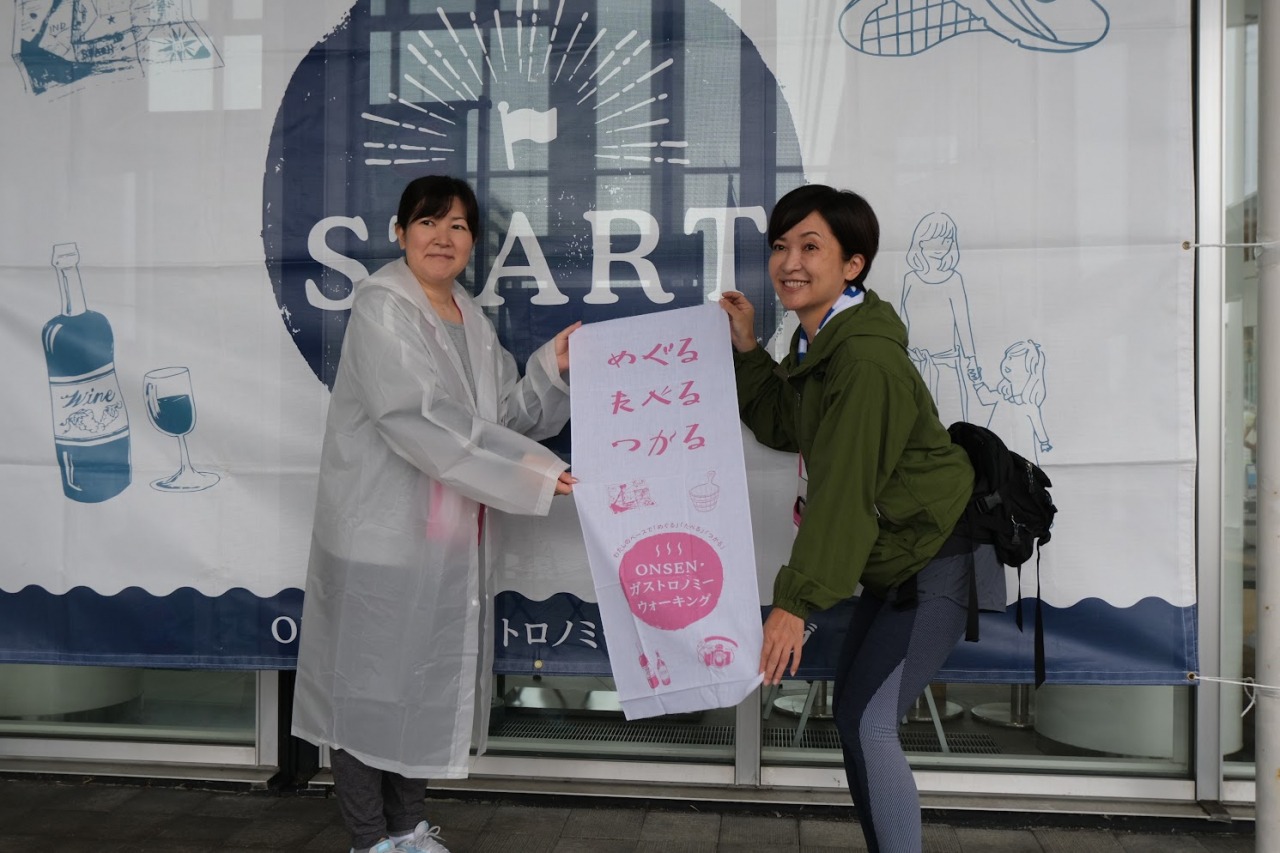 START
Wine
めぐる
たべる
つかる
ONSEN・
ガストロノミー
ウォーキング
トロノミ